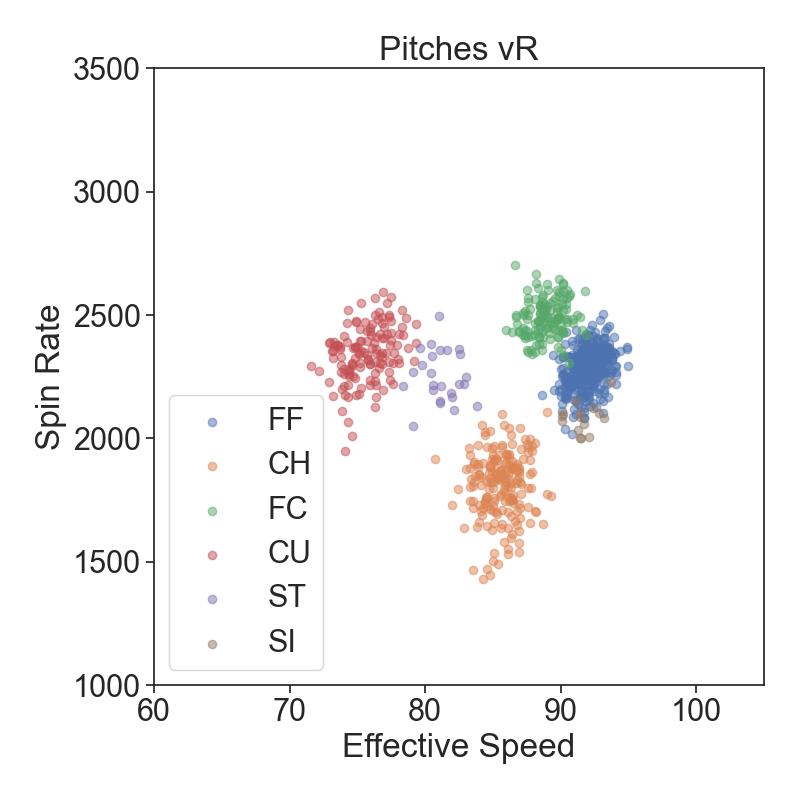 Pitches vR
3500
3000
2500
2000
1500
1000
Spin Rate
FF
CH
FC
CU
ST
SI
60 70 80 90 100
Effective Speed